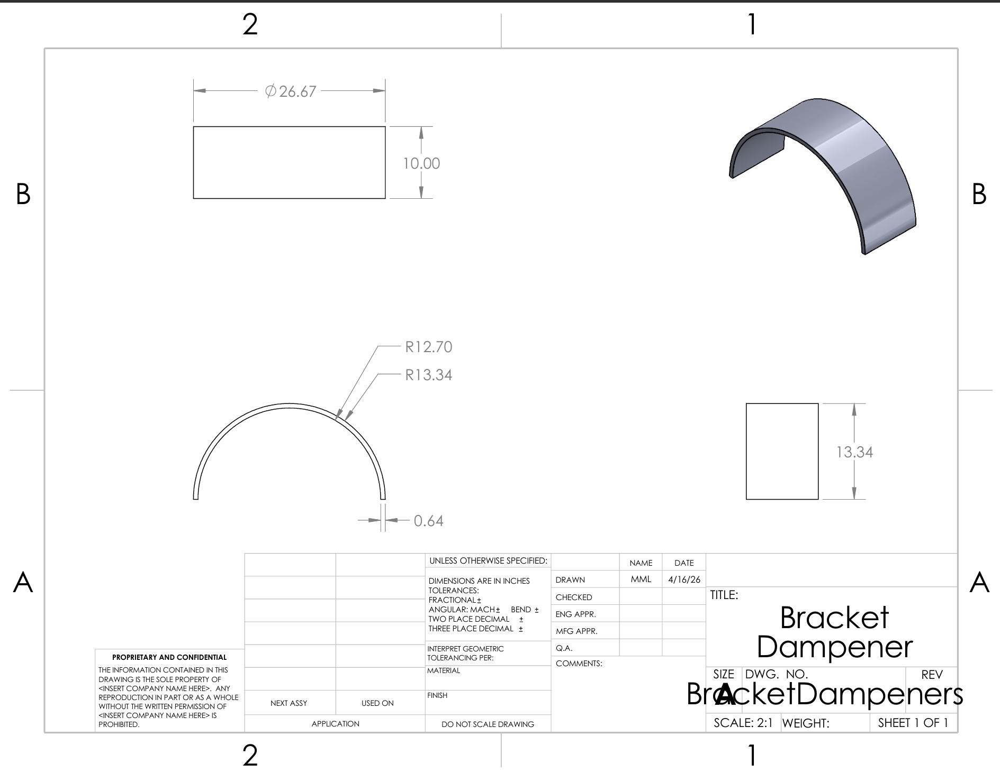 2
1
B
B
⌀26.67
10.00
R12.70
R13.34
13.34
0.64
A
A
UNLESS OTHERWISE SPECIFIED:
DIMENSIONS ARE IN INCHES
TOLERANCES:
FRACTIONAL±
ANGULAR: MACH± BEND ±
TWO PLACE DECIMAL ±
THREE PLACE DECIMAL ±
INTERPRET GEOMETRIC
TOLERANCING PER:
MATERIAL
FINISH
DO NOT SCALE DRAWING
NAME
DATE
DRAWN
MML
4/16/26
CHECKED
ENG APPR.
MFG APPR.
Q.A.
COMMENTS:
TITLE:
Bracket
Dampener
SIZE
DWG. NO.
REV
A
BracketDampeners
SCALE: 2:1
WEIGHT:
SHEET 1 OF 1
PROPRIETARY AND CONFIDENTIAL
THE INFORMATION CONTAINED IN THIS
DRAWING IS THE SOLE PROPERTY OF
<INSERT COMPANY NAME HERE>. ANY
REPRODUCTION IN PART OR AS A WHOLE
WITHOUT THE WRITTEN PERMISSION OF
<INSERT COMPANY NAME HERE> IS
PROHIBITED.
NEXT ASSY
USED ON
APPLICATION
2
1